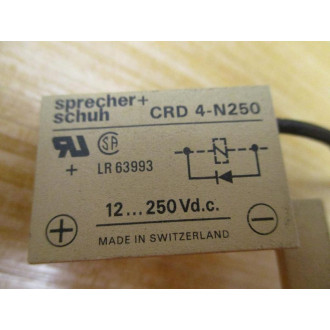 sprecher+
schuh CRD 4-N250
LR 63993
+
12...250 Vd.c.
+ −
MADE IN SWITZERLAND